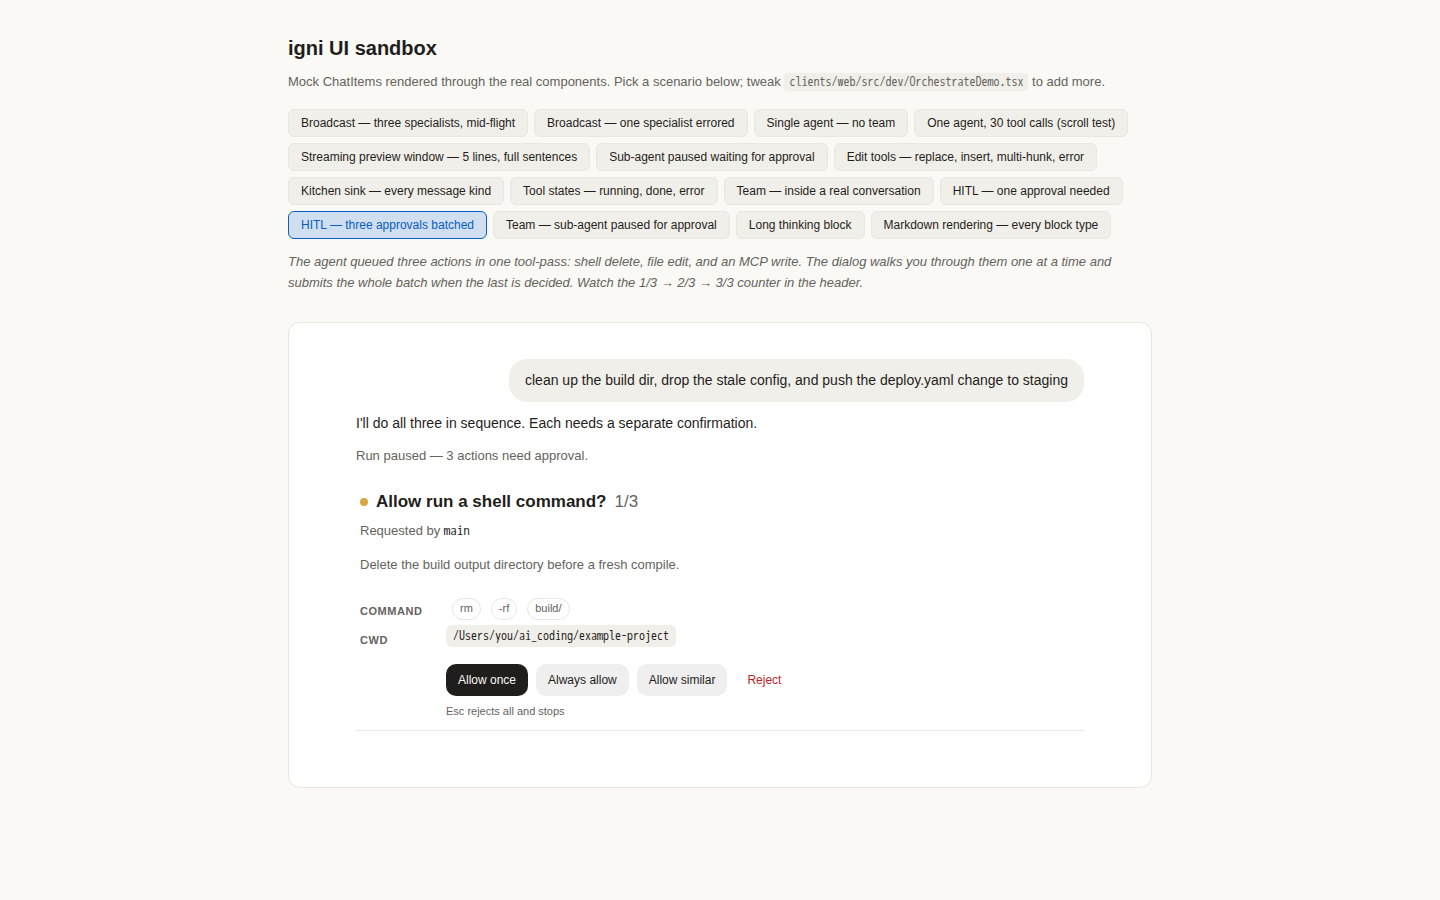 igni UI sandbox
Mock ChatItems rendered through the real components. Pick a scenario below; tweak clients/web/src/dev/OrchestrateDemo.tsx to add more.
Broadcast — three specialists, mid-flight
Broadcast — one specialist errored
Single agent — no team
One agent, 30 tool calls (scroll test)
Streaming preview window — 5 lines, full sentences
Sub-agent paused waiting for approval
Edit tools — replace, insert, multi-hunk, error
Kitchen sink — every message kind
Tool states — running, done, error
Team — inside a real conversation
HITL — one approval needed
HITL — three approvals batched
Team — sub-agent paused for approval
Long thinking block
Markdown rendering — every block type
The agent queued three actions in one tool-pass: shell delete, file edit, and an MCP write. The dialog walks you through them one at a time and
submits the whole batch when the last is decided. Watch the 1/3 → 2/3 → 3/3 counter in the header.
clean up the build dir, drop the stale config, and push the deploy.yaml change to staging
I'll do all three in sequence. Each needs a separate confirmation.
Run paused — 3 actions need approval.
Allow run a shell command? 1/3
Requested by main
Delete the build output directory before a fresh compile.
COMMAND rm -rf build/
CWD /Users/you/ai_coding/example-project
Allow once Always allow Allow similar Reject
Esc rejects all and stops